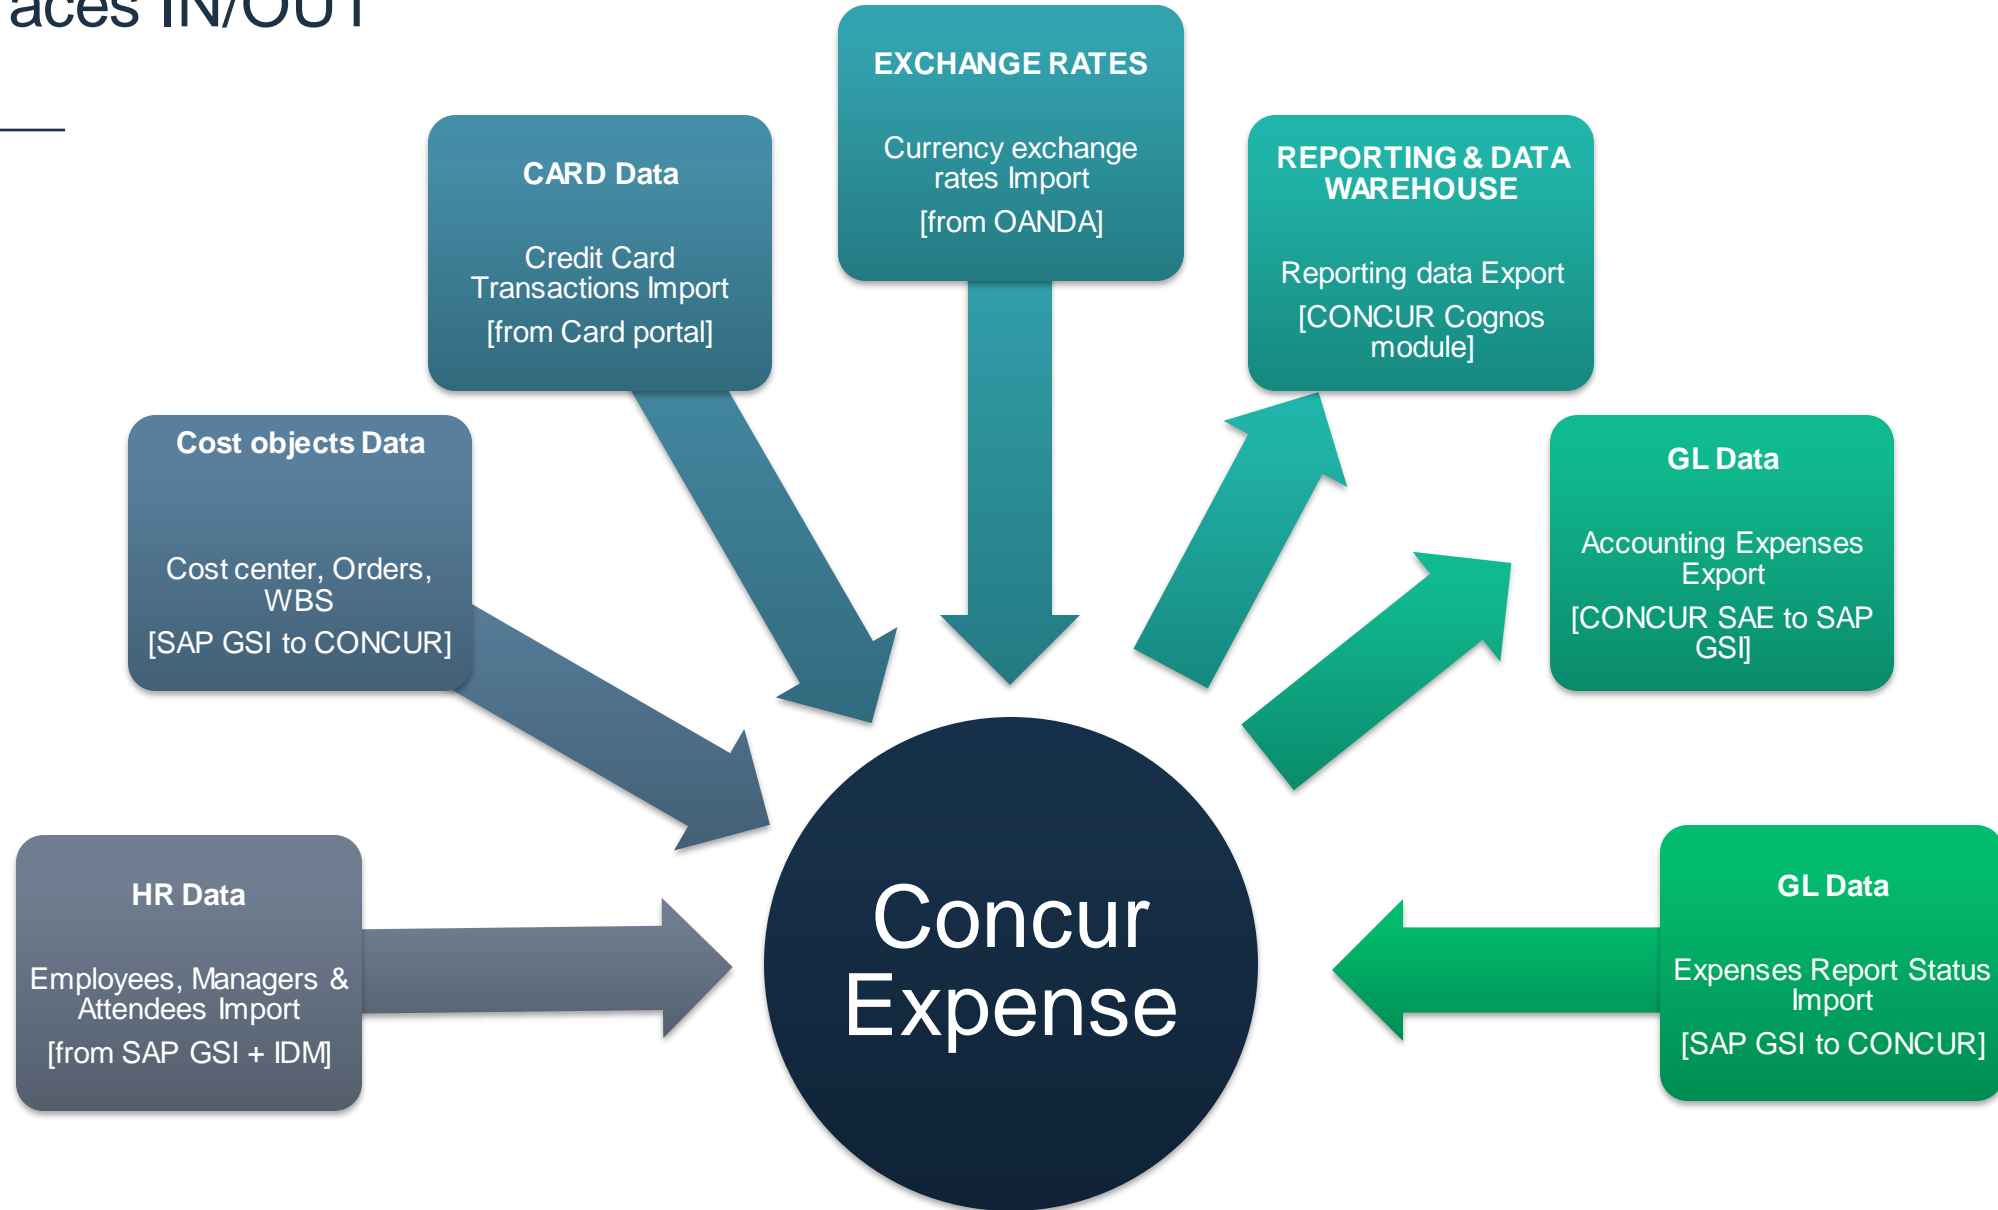 aces IN/OUT
EXCHANGE RATES
Currency exchange
rates Import
[from OANDA]
CARD Data
Credit Card
Transactions Import
[from Card portal]
REPORTING & DATA
WAREHOUSE
Reporting data Export
[CONCUR Cognos
module]
Cost objects Data
Cost center, Orders,
WBS
[SAP GSI to CONCUR]
GL Data
Accounting Expenses
Export
[CONCUR SAE to SAP
GSI]
HR Data
Employees, Managers &
Attendees Import
[from SAP GSI + IDM]
Concur
Expense
GL Data
Expenses Report Status
Import
[SAP GSI to CONCUR]